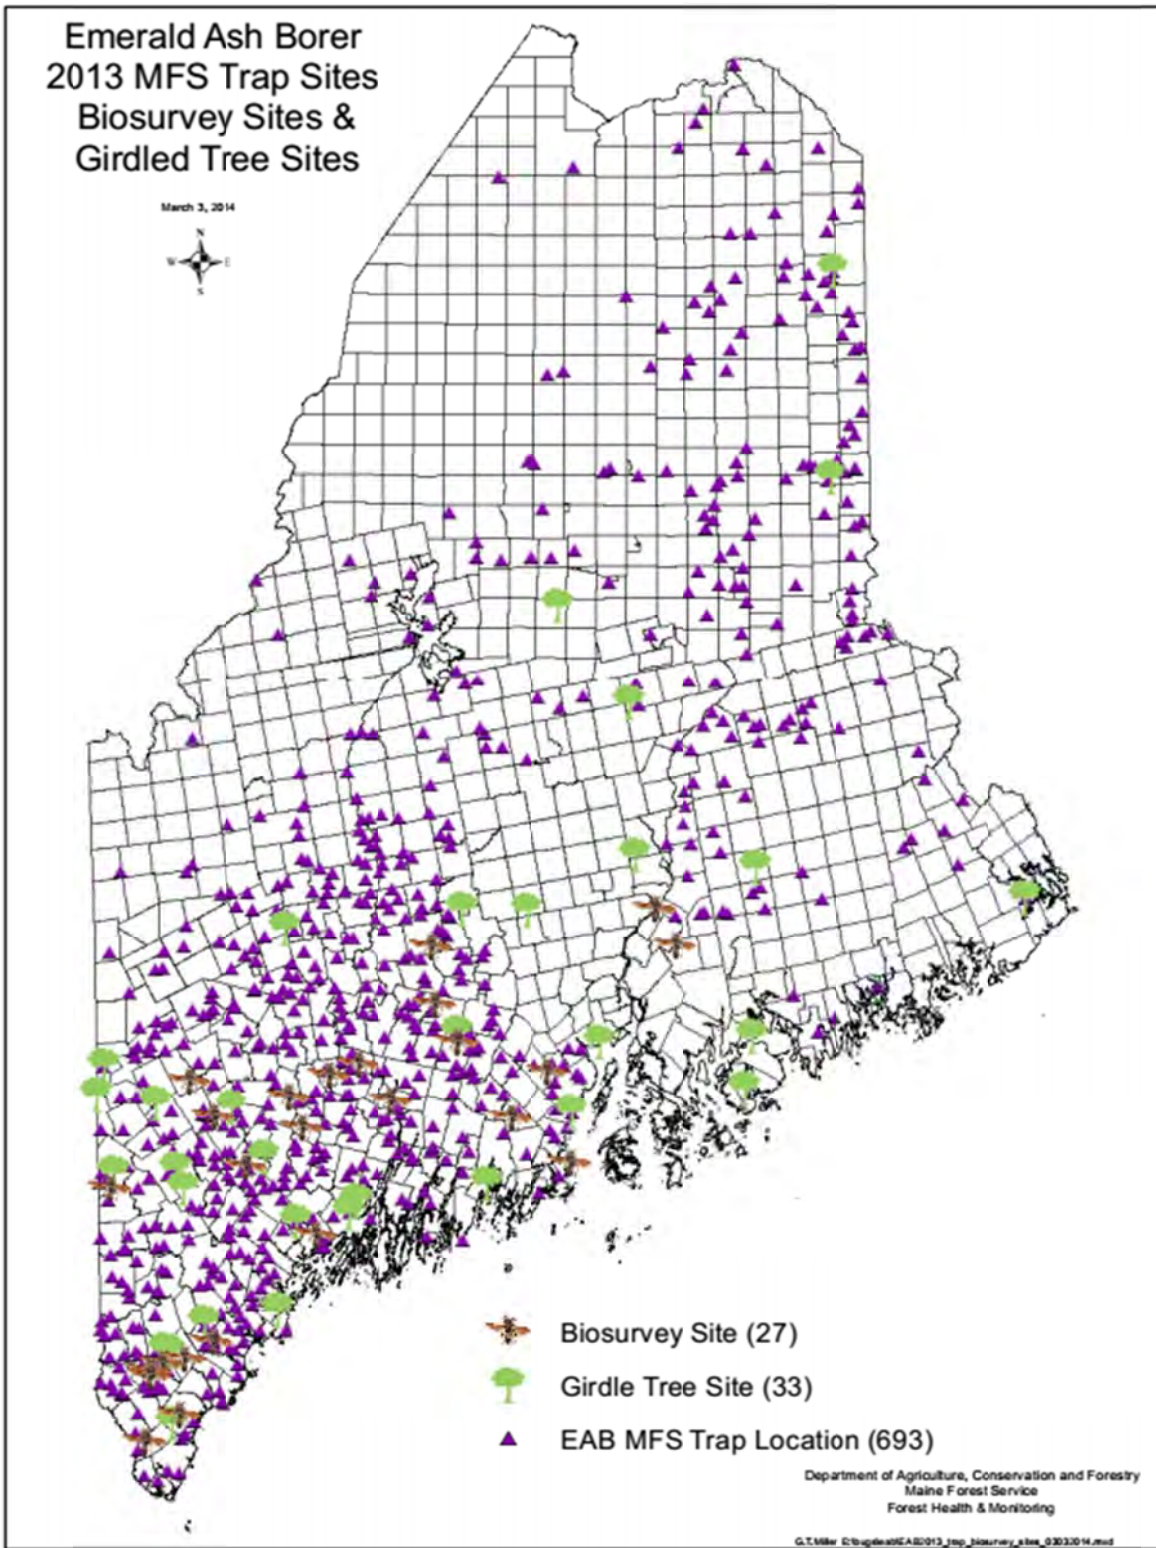 Emerald Ash Borer
2013 MFS Trap Sites
Biosurvey Sites &
Girdled Tree Sites
March 3, 2014
N
W E
S
Biosurvey Site (27)
Girdle Tree Site (33)
EAB MFS Trap Location (693)
Department of Agriculture, Conservation and Forestry
Maine Forest Service
Forest Health & Monitoring
G.T.Miller